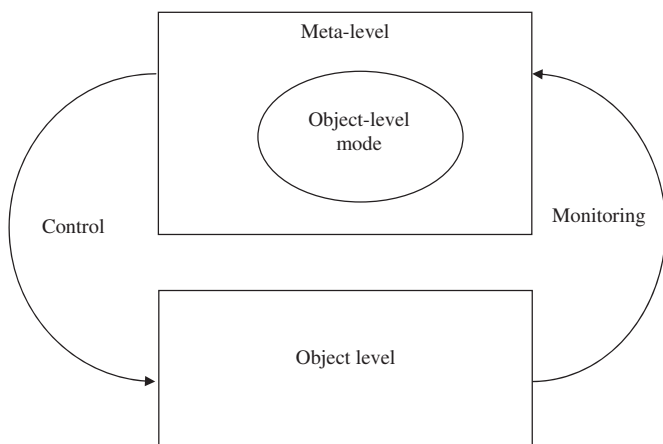 Meta-level
Object-level
mode
Control
Monitoring
Object level